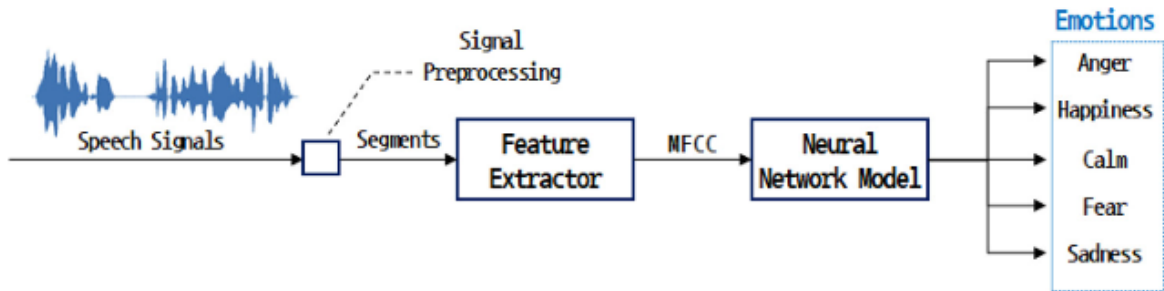 Emotions
Signal
Preprocessing
Speech Signals
Segments
Feature
Extractor
MFCC
Neural
Network Model
Anger
Happiness
Calm
Fear
Sadness